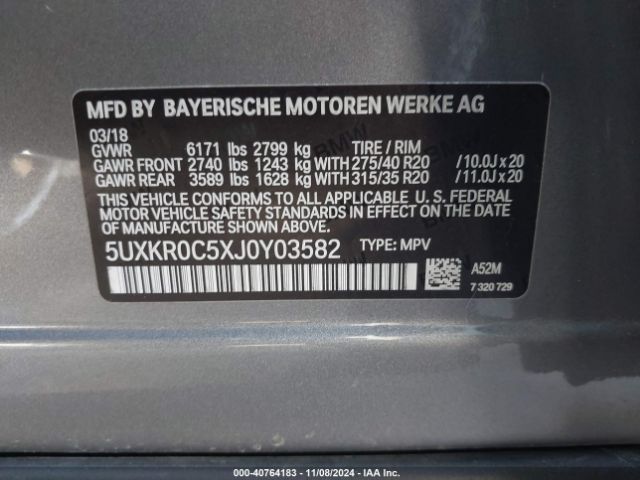 MFD BY BAYERISCHE MOTOREN WERKE AG
03/18
GVWR 6171 lbs 2799 kg TIRE / RIM
GAWR FRONT 2740 lbs 1243 kg WITH 275/40 R20 /10.0J x 20
GAWR REAR 3589 lbs 1628 kg WITH 315/35 R20 /11.0J x 20
THIS VEHICLE CONFORMS TO ALL APPLICABLE U. S. FEDERAL
MOTOR VEHICLE SAFETY STANDARDS IN EFFECT ON THE DATE
OF MANUFACTURE SHOWN ABOVE.
5UXKR0C5XJ0Y03582 TYPE: MPV
A52M
7 320 729
© COPYRIGHT - 40764183 - 11/08/2024 - IAA Inc.